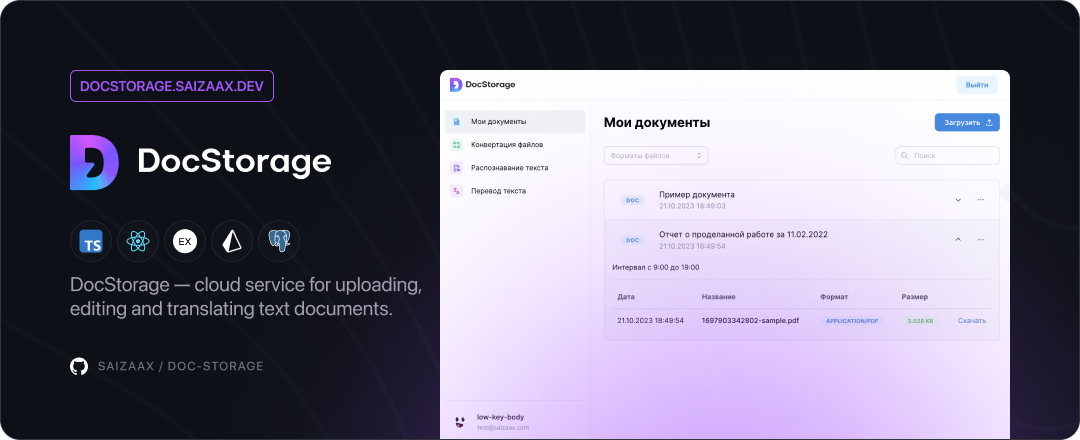 DOCSTORAGE.SAIZAAX.DEV
DocStorage
TS
EX
DocStorage — cloud service for uploading,
editing and translating text documents.
SAIZAAX / DOC-STORAGE
DocStorage
Выйти
Мои документы
Конвертация файлов
Распознавание текста
Перевод текста
low-key-body
test@saizaax.com
Мои документы
Загрузить
Форматы файлов
Поиск
DOC
Пример документа
21.10.2023 18:49:03
DOC
Отчет о проделанной работе за 11.02.2022
21.10.2023 18:49:54
Интервал с 9:00 до 19:00
Дата Название Формат Размер
21.10.2023 18:49:54 1697903342802-sample.pdf APPLICATION/PDF 3.028 КБ Скачать